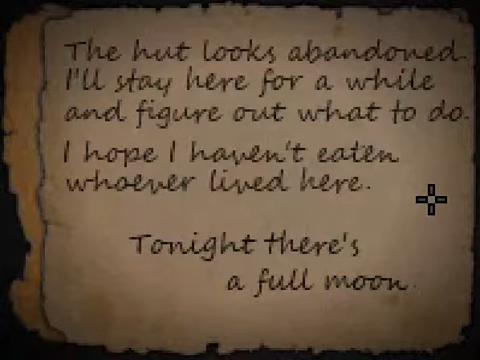 The hut looks abandoned.
I'll stay here for a while
and figure out what to do.
I hope I haven't eaten
whoever lived here.
Tonight there's
a full moon.